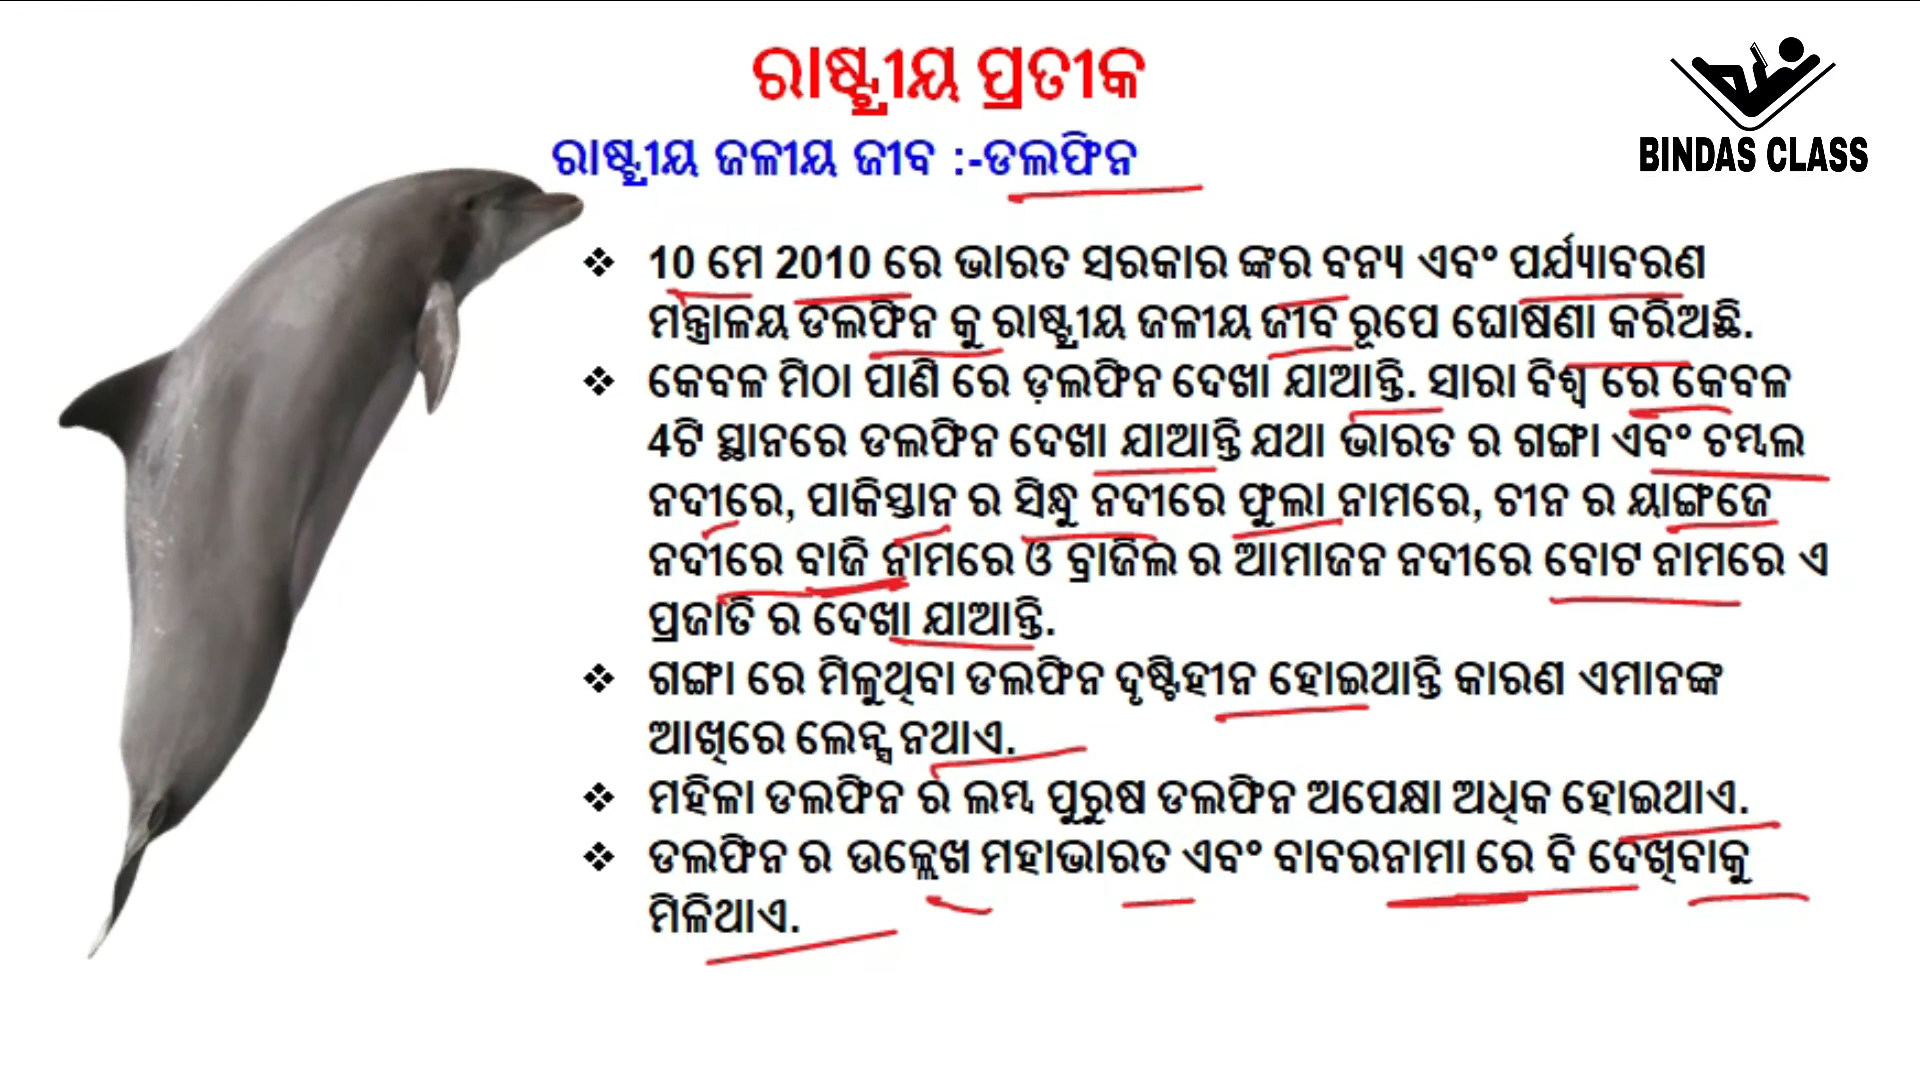 ରାଷ୍ଟ୍ରୀୟ ପ୍ରତୀକ
BINDAS CLASS
ରାଷ୍ଟ୍ରୀୟ ଜଳୀୟ ଜୀବ :-ଡଲଫିନ
❖ 10 ମେ 2010 ରେ ଭାରତ ସରକାର ଙ୍କର ବନ୍ୟ ଏବଂ ପର୍ଯ୍ୟାବରଣ
ମନ୍ତ୍ରାଳୟ ଡଲଫିନ କୁ ରାଷ୍ଟ୍ରୀୟ ଜଳୀୟ ଜୀବ ରୂପେ ଘୋଷଣା କରିଅଛି.
❖ କେବଳ ମିଠା ପାଣି ରେ ଡ଼ଲଫିନ ଦେଖା ଯାଆନ୍ତି. ସାରା ବିଶ୍ୱ ରେ କେବଳ
4ଟି ସ୍ଥାନରେ ଡଲଫିନ ଦେଖା ଯାଆନ୍ତି ଯଥା ଭାରତ ର ଗଙ୍ଗା ଏବଂ ଚମ୍ବଲ
ନଦୀରେ, ପାକିସ୍ତାନ ର ସିନ୍ଧୁ ନଦୀରେ ଫୁଲା ନାମରେ, ଚୀନ ର ୟାଙ୍ଗଜେ
ନଦୀରେ ବାଜି ନାମରେ ଓ ବ୍ରାଜିଲ ର ଆମାଜନ ନଦୀରେ ବୋଟ ନାମରେ ଏ
ପ୍ରଜାତି ର ଦେଖା ଯାଆନ୍ତି.
❖ ଗଙ୍ଗା ରେ ମିଳୁଥିବା ଡଲଫିନ ଦୃଷ୍ଟିହୀନ ହୋଇଥାନ୍ତି କାରଣ ଏମାନଙ୍କ
ଆଖିରେ ଲେନ୍ସ ନଥାଏ.
❖ ମହିଳା ଡଲଫିନ ର ଲମ୍ବ ପୁରୁଷ ଡଲଫିନ ଅପେକ୍ଷା ଅଧିକ ହୋଇଥାଏ.
❖ ଡଲଫିନ ର ଉଲ୍ଲେଖ ମହାଭାରତ ଏବଂ ବାବରନାମା ରେ ବି ଦେଖିବାକୁ
ମିଳିଥାଏ.